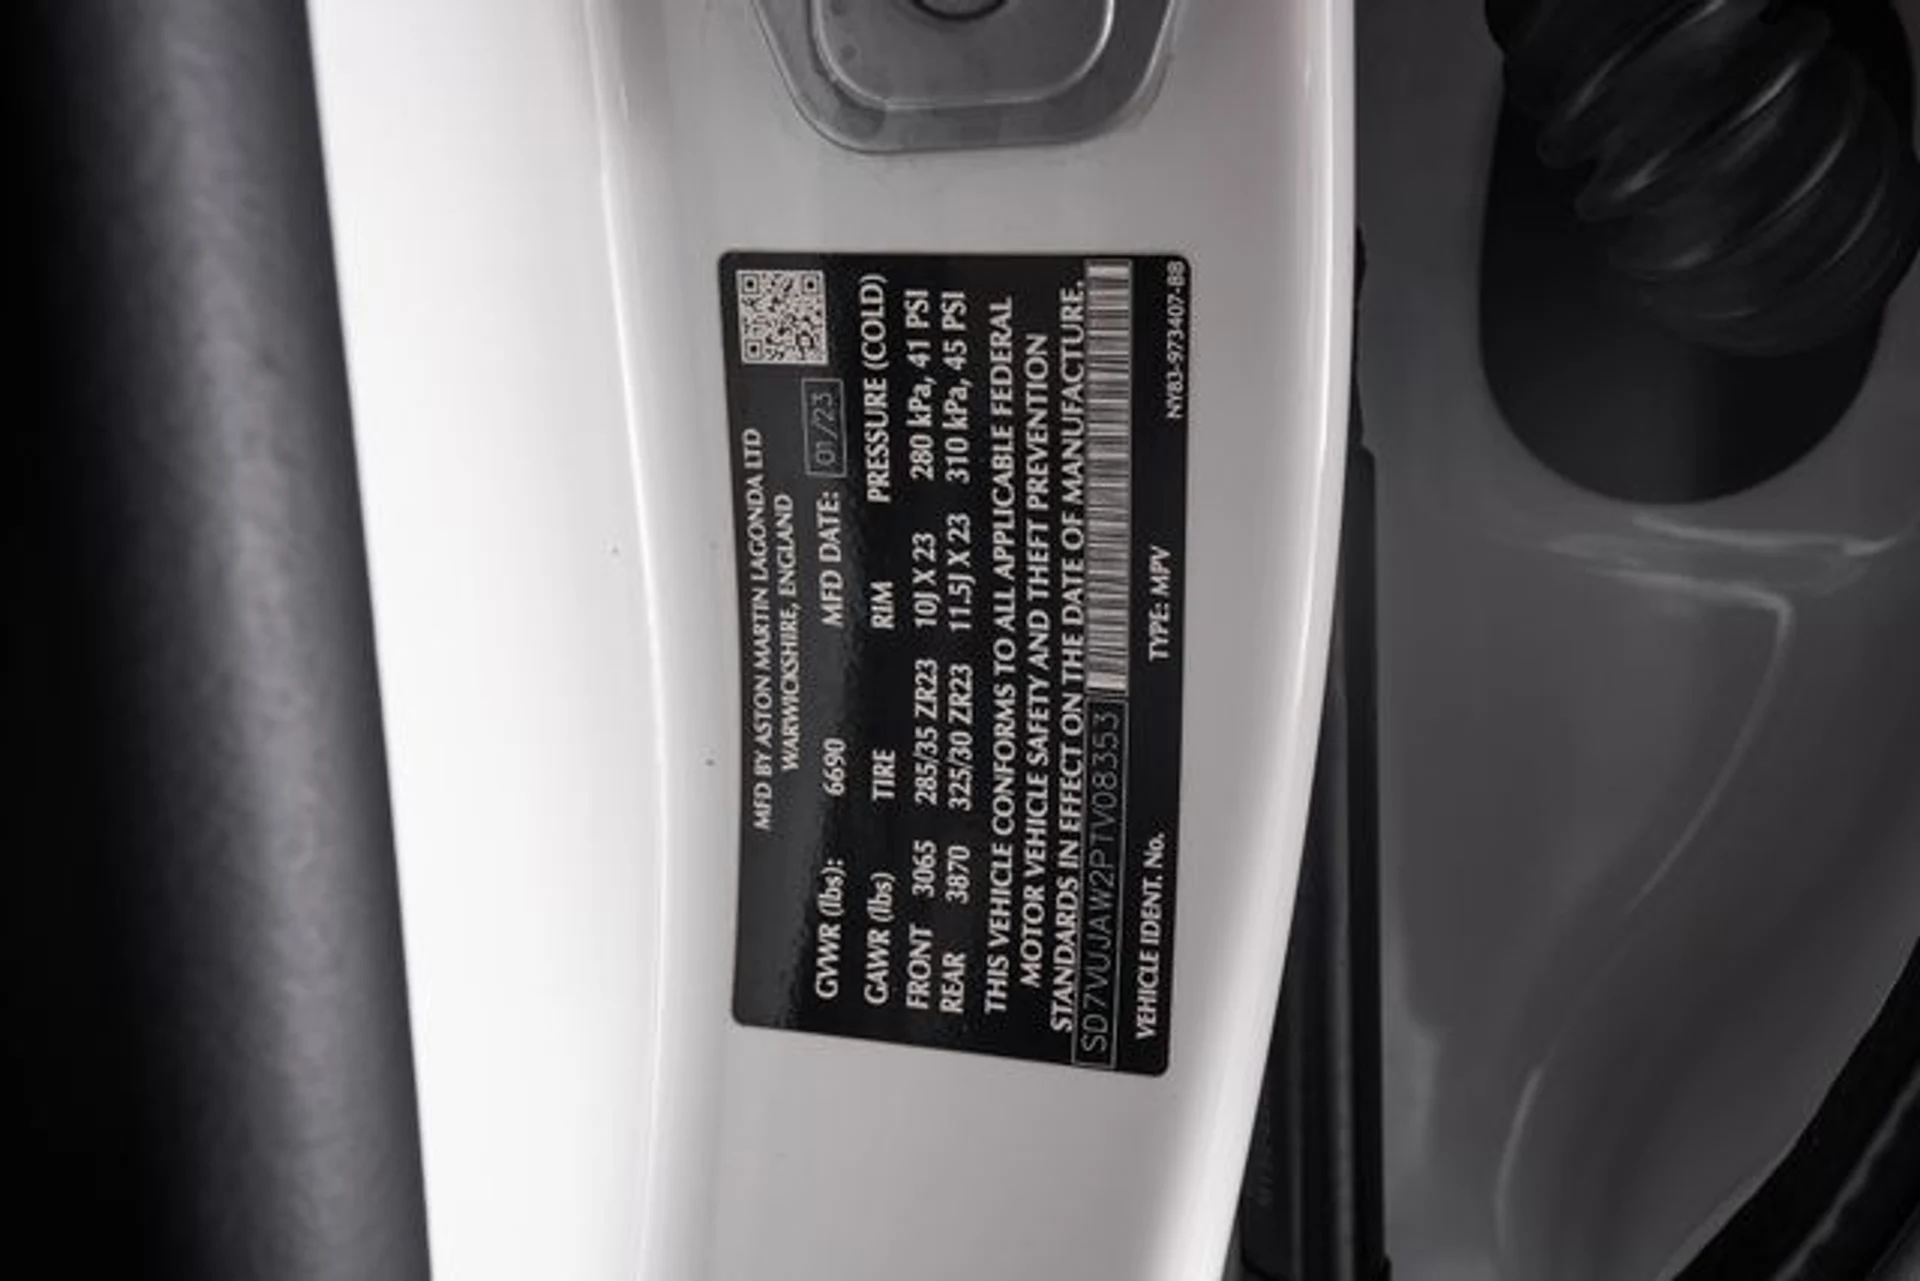 MFD BY ASTON MARTIN LAGONDA LTD
WARWICKSHIRE, ENGLAND
GVWR (lbs): 6690 MFD DATE: 01/23
GAWR (lbs) TIRE RIM PRESSURE (COLD)
FRONT 3065 285/35 ZR23 10J X 23 280 kPa, 41 PSI
REAR 3870 325/30 ZR23 11.5J X 23 310 kPa, 45 PSI
THIS VEHICLE CONFORMS TO ALL APPLICABLE FEDERAL
MOTOR VEHICLE SAFETY AND THEFT PREVENTION
STANDARDS IN EFFECT ON THE DATE OF MANUFACTURE.
SD7VUJAW2PTV08353
VEHICLE IDENT. No. TYPE: MPV NY83-973407-BB